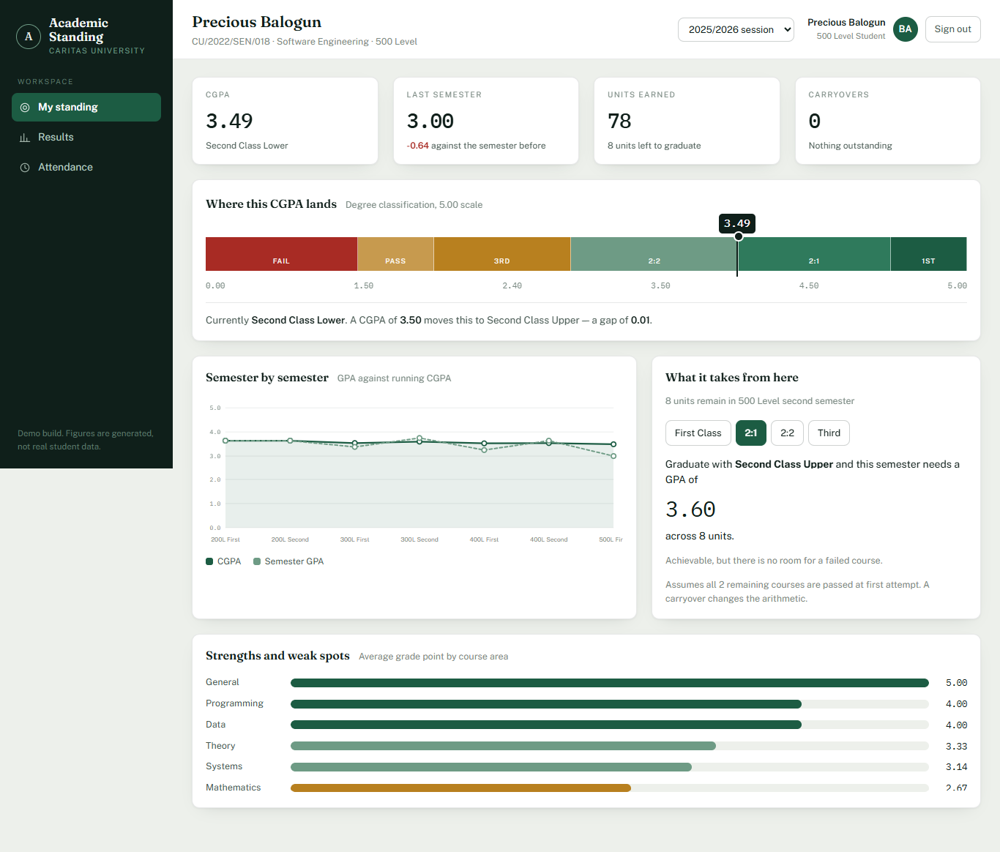 A
Academic
Standing
CARITAS UNIVERSITY
WORKSPACE
My standing
Results
Attendance
Demo build. Figures are generated,
not real student data.
Precious Balogun
CU/2022/SEN/018 · Software Engineering · 500 Level
2025/2026 session
Precious Balogun
500 Level Student
BA
Sign out
CGPA
3.49
Second Class Lower
LAST SEMESTER
3.00
-0.64 against the semester before
UNITS EARNED
78
8 units left to graduate
CARRYOVERS
0
Nothing outstanding
Where this CGPA lands Degree classification, 5.00 scale
3.49
FAIL PASS 3RD 2:2 2:1 1ST
0.00 1.50 2.40 3.50 4.50 5.00
Currently Second Class Lower. A CGPA of 3.50 moves this to Second Class Upper — a gap of 0.01.
Semester by semester GPA against running CGPA
5.0
4.0
3.0
2.0
1.0
0.0
200L First 200L Second 300L First 300L Second 400L First 400L Second 500L Fir
CGPA Semester GPA
What it takes from here
8 units remain in 500 Level second semester
First Class 2:1 2:2 Third
Graduate with Second Class Upper and this semester needs a
GPA of
3.60
across 8 units.
Achievable, but there is no room for a failed course.
Assumes all 2 remaining courses are passed at first attempt. A
carryover changes the arithmetic.
Strengths and weak spots Average grade point by course area
General 5.00
Programming 4.00
Data 4.00
Theory 3.33
Systems 3.14
Mathematics 2.67